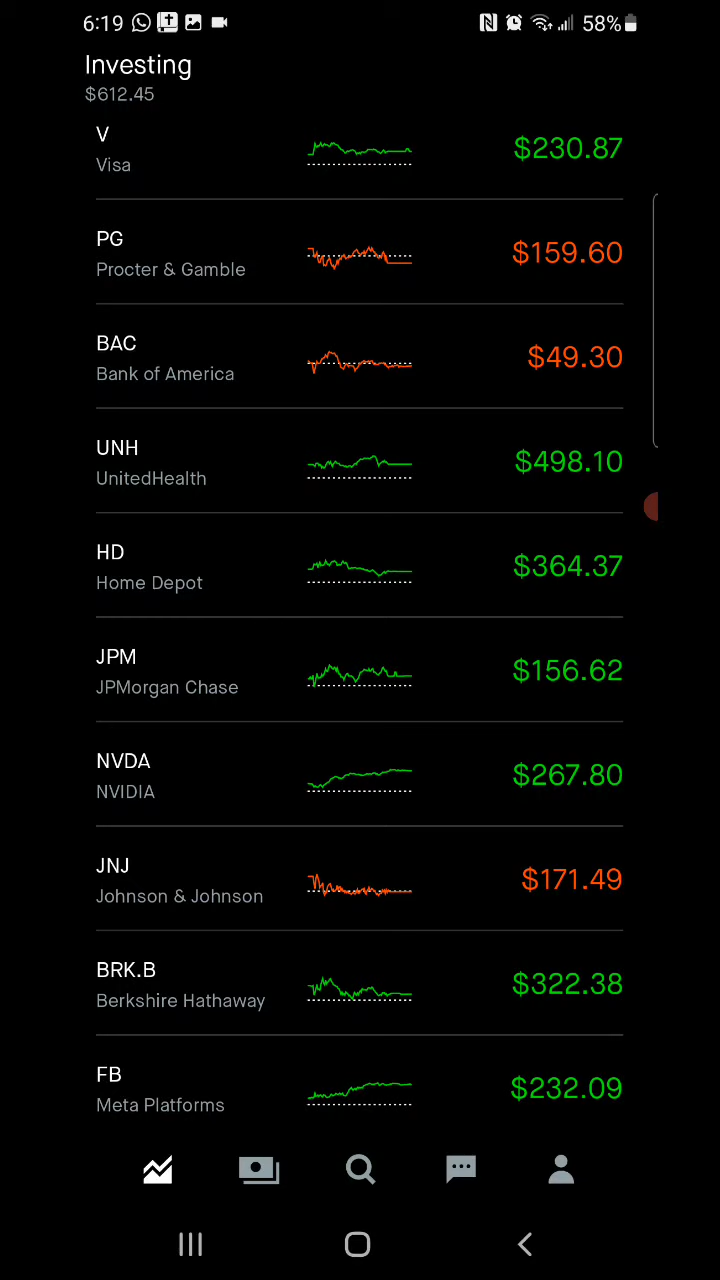 6:19 58%
Investing
$612.45
V
Visa
$230.87
PG
Procter & Gamble
$159.60
BAC
Bank of America
$49.30
UNH
UnitedHealth
$498.10
HD
Home Depot
$364.37
JPM
JPMorgan Chase
$156.62
NVDA
NVIDIA
$267.80
JNJ
Johnson & Johnson
$171.49
BRK.B
Berkshire Hathaway
$322.38
FB
Meta Platforms
$232.09